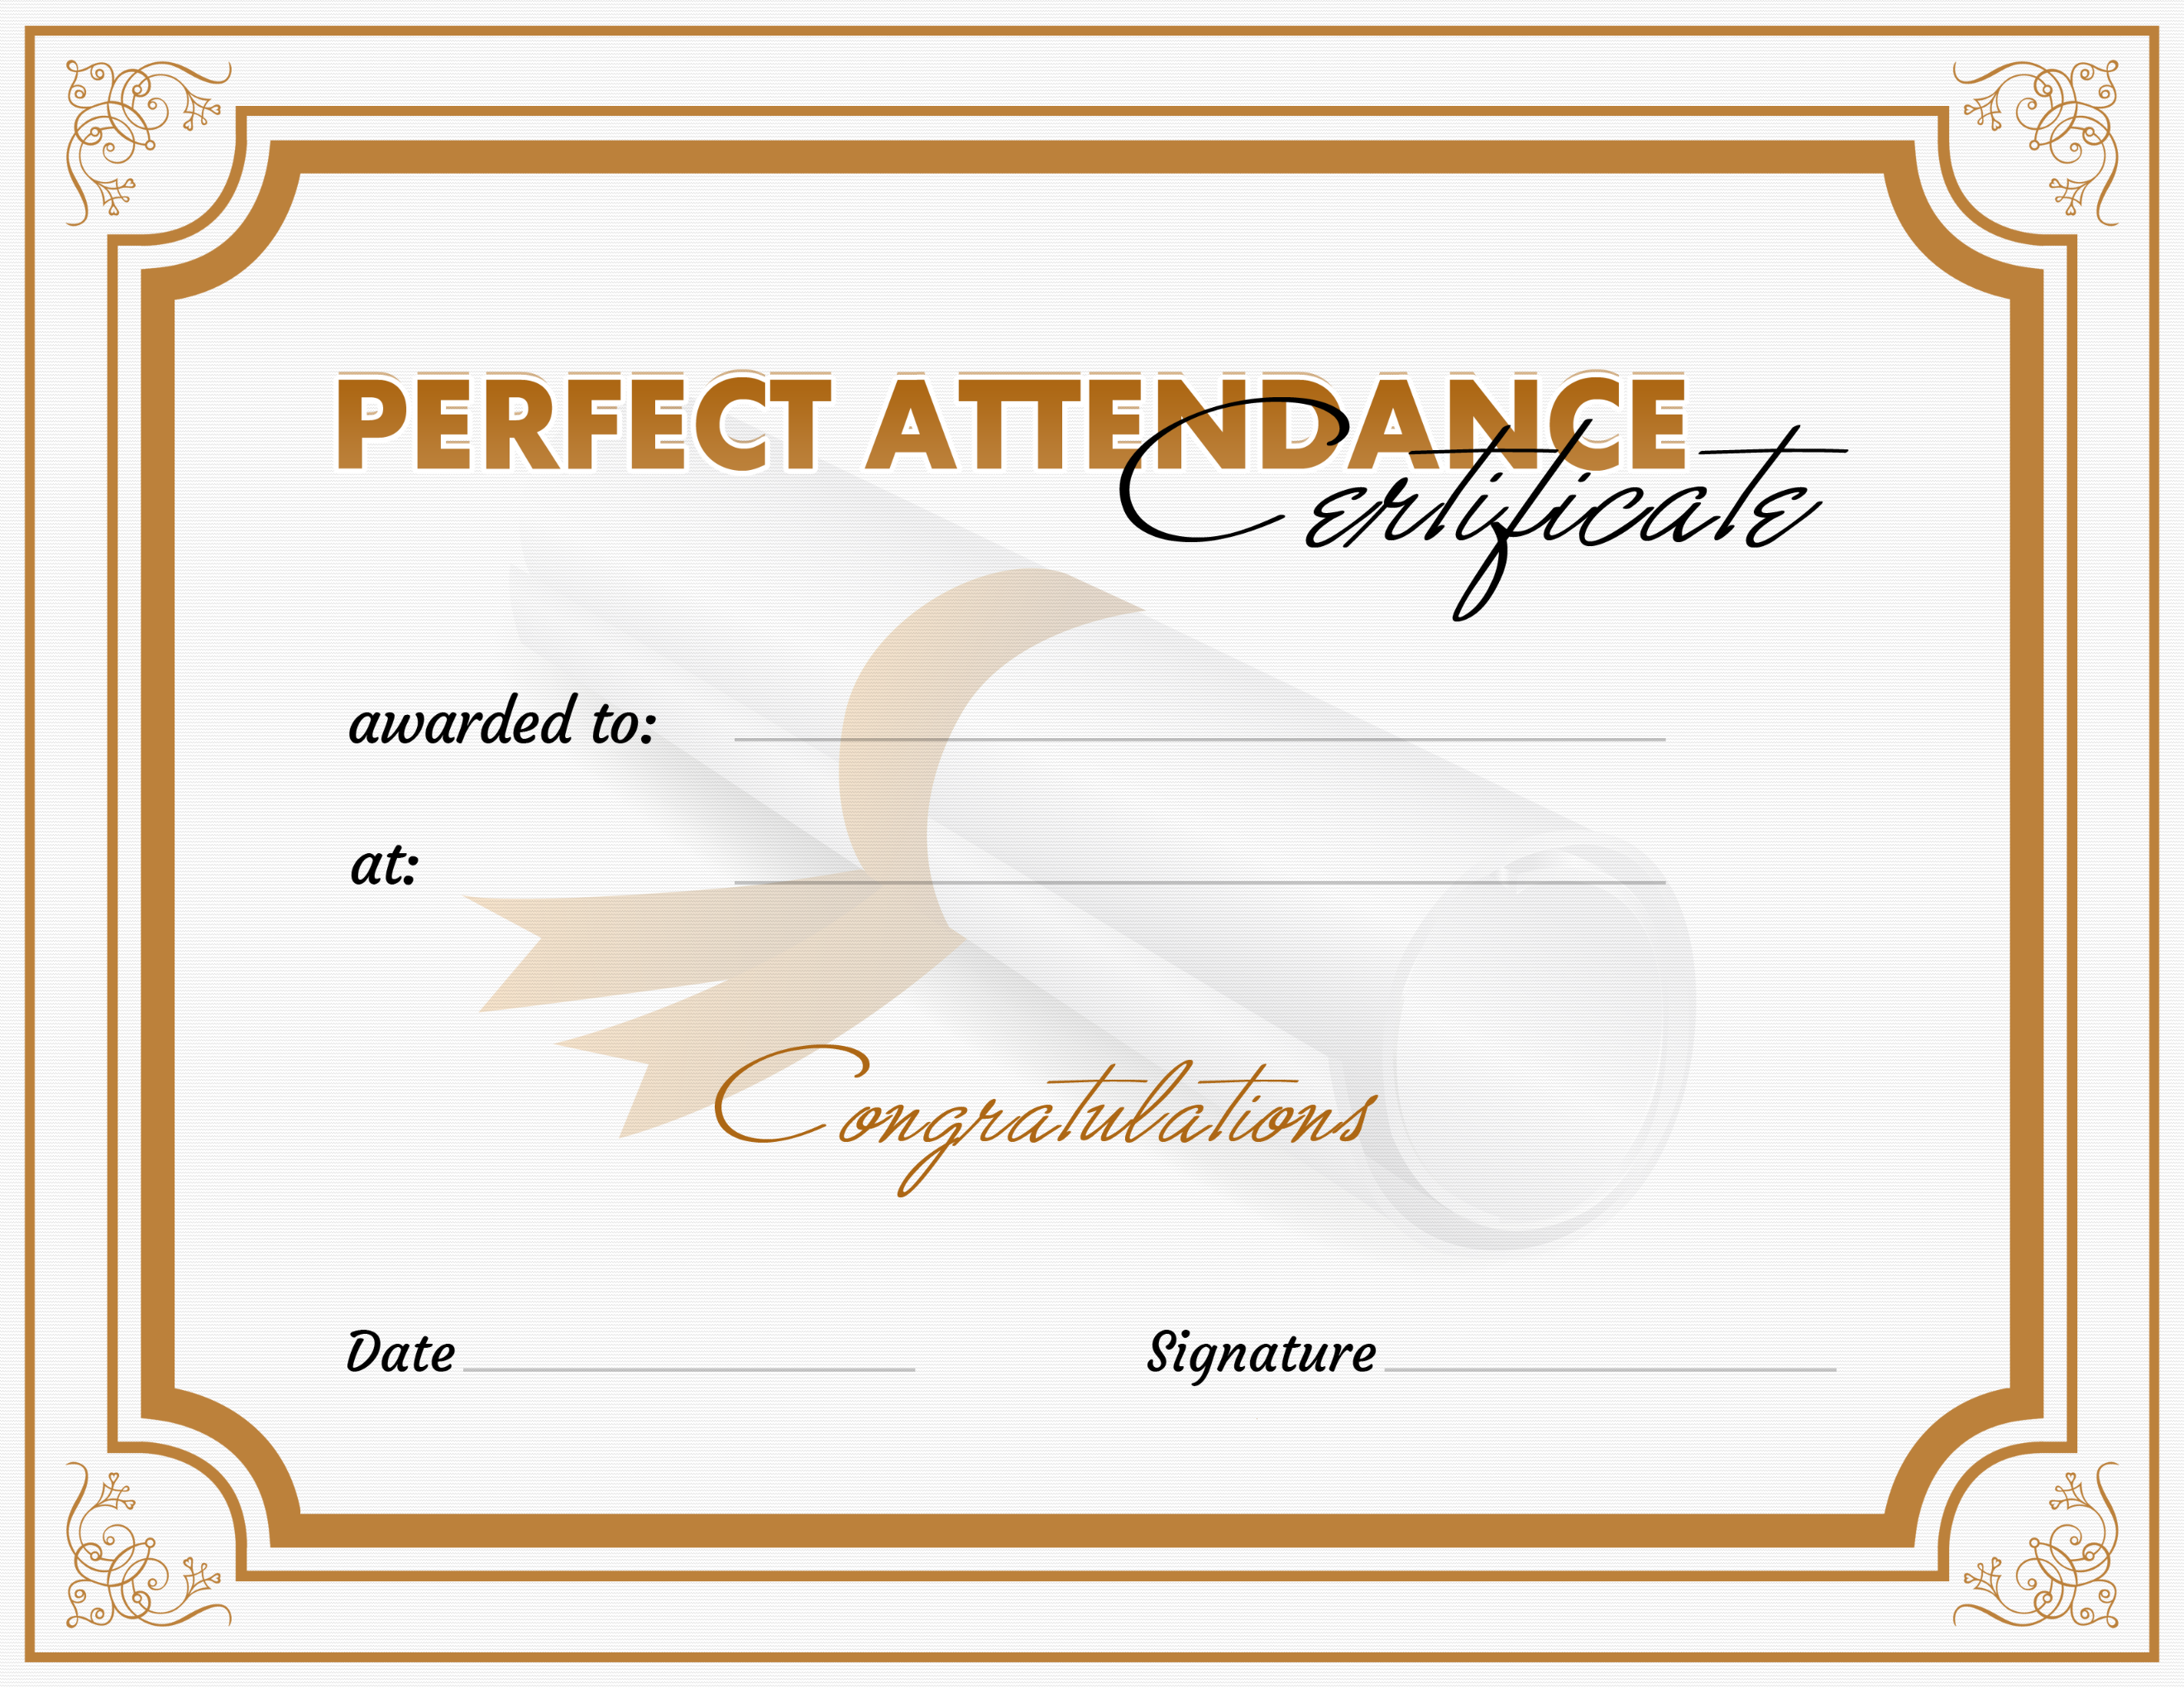 PERFECT ATTENDANCE
Certificate
awarded to:
at:
Congratulations
Date
Signature